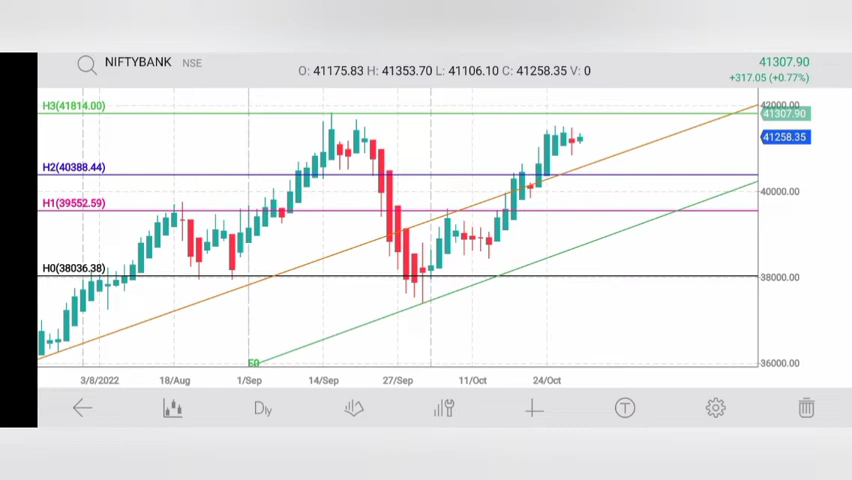 NIFTYBANK NSE
O: 41175.83 H: 41353.70 L: 41106.10 C: 41258.35 V: 0
41307.90
+317.05 (+0.77%)
H3(41814.00)
42000.00
41307.90
41258.35
H2(40388.44)
40000.00
H1(39552.59)
H0(38036.38)
38000.00
36000.00
3/8/2022 18/Aug 1/Sep 14/Sep 27/Sep 11/Oct 24/Oct
Dly
T